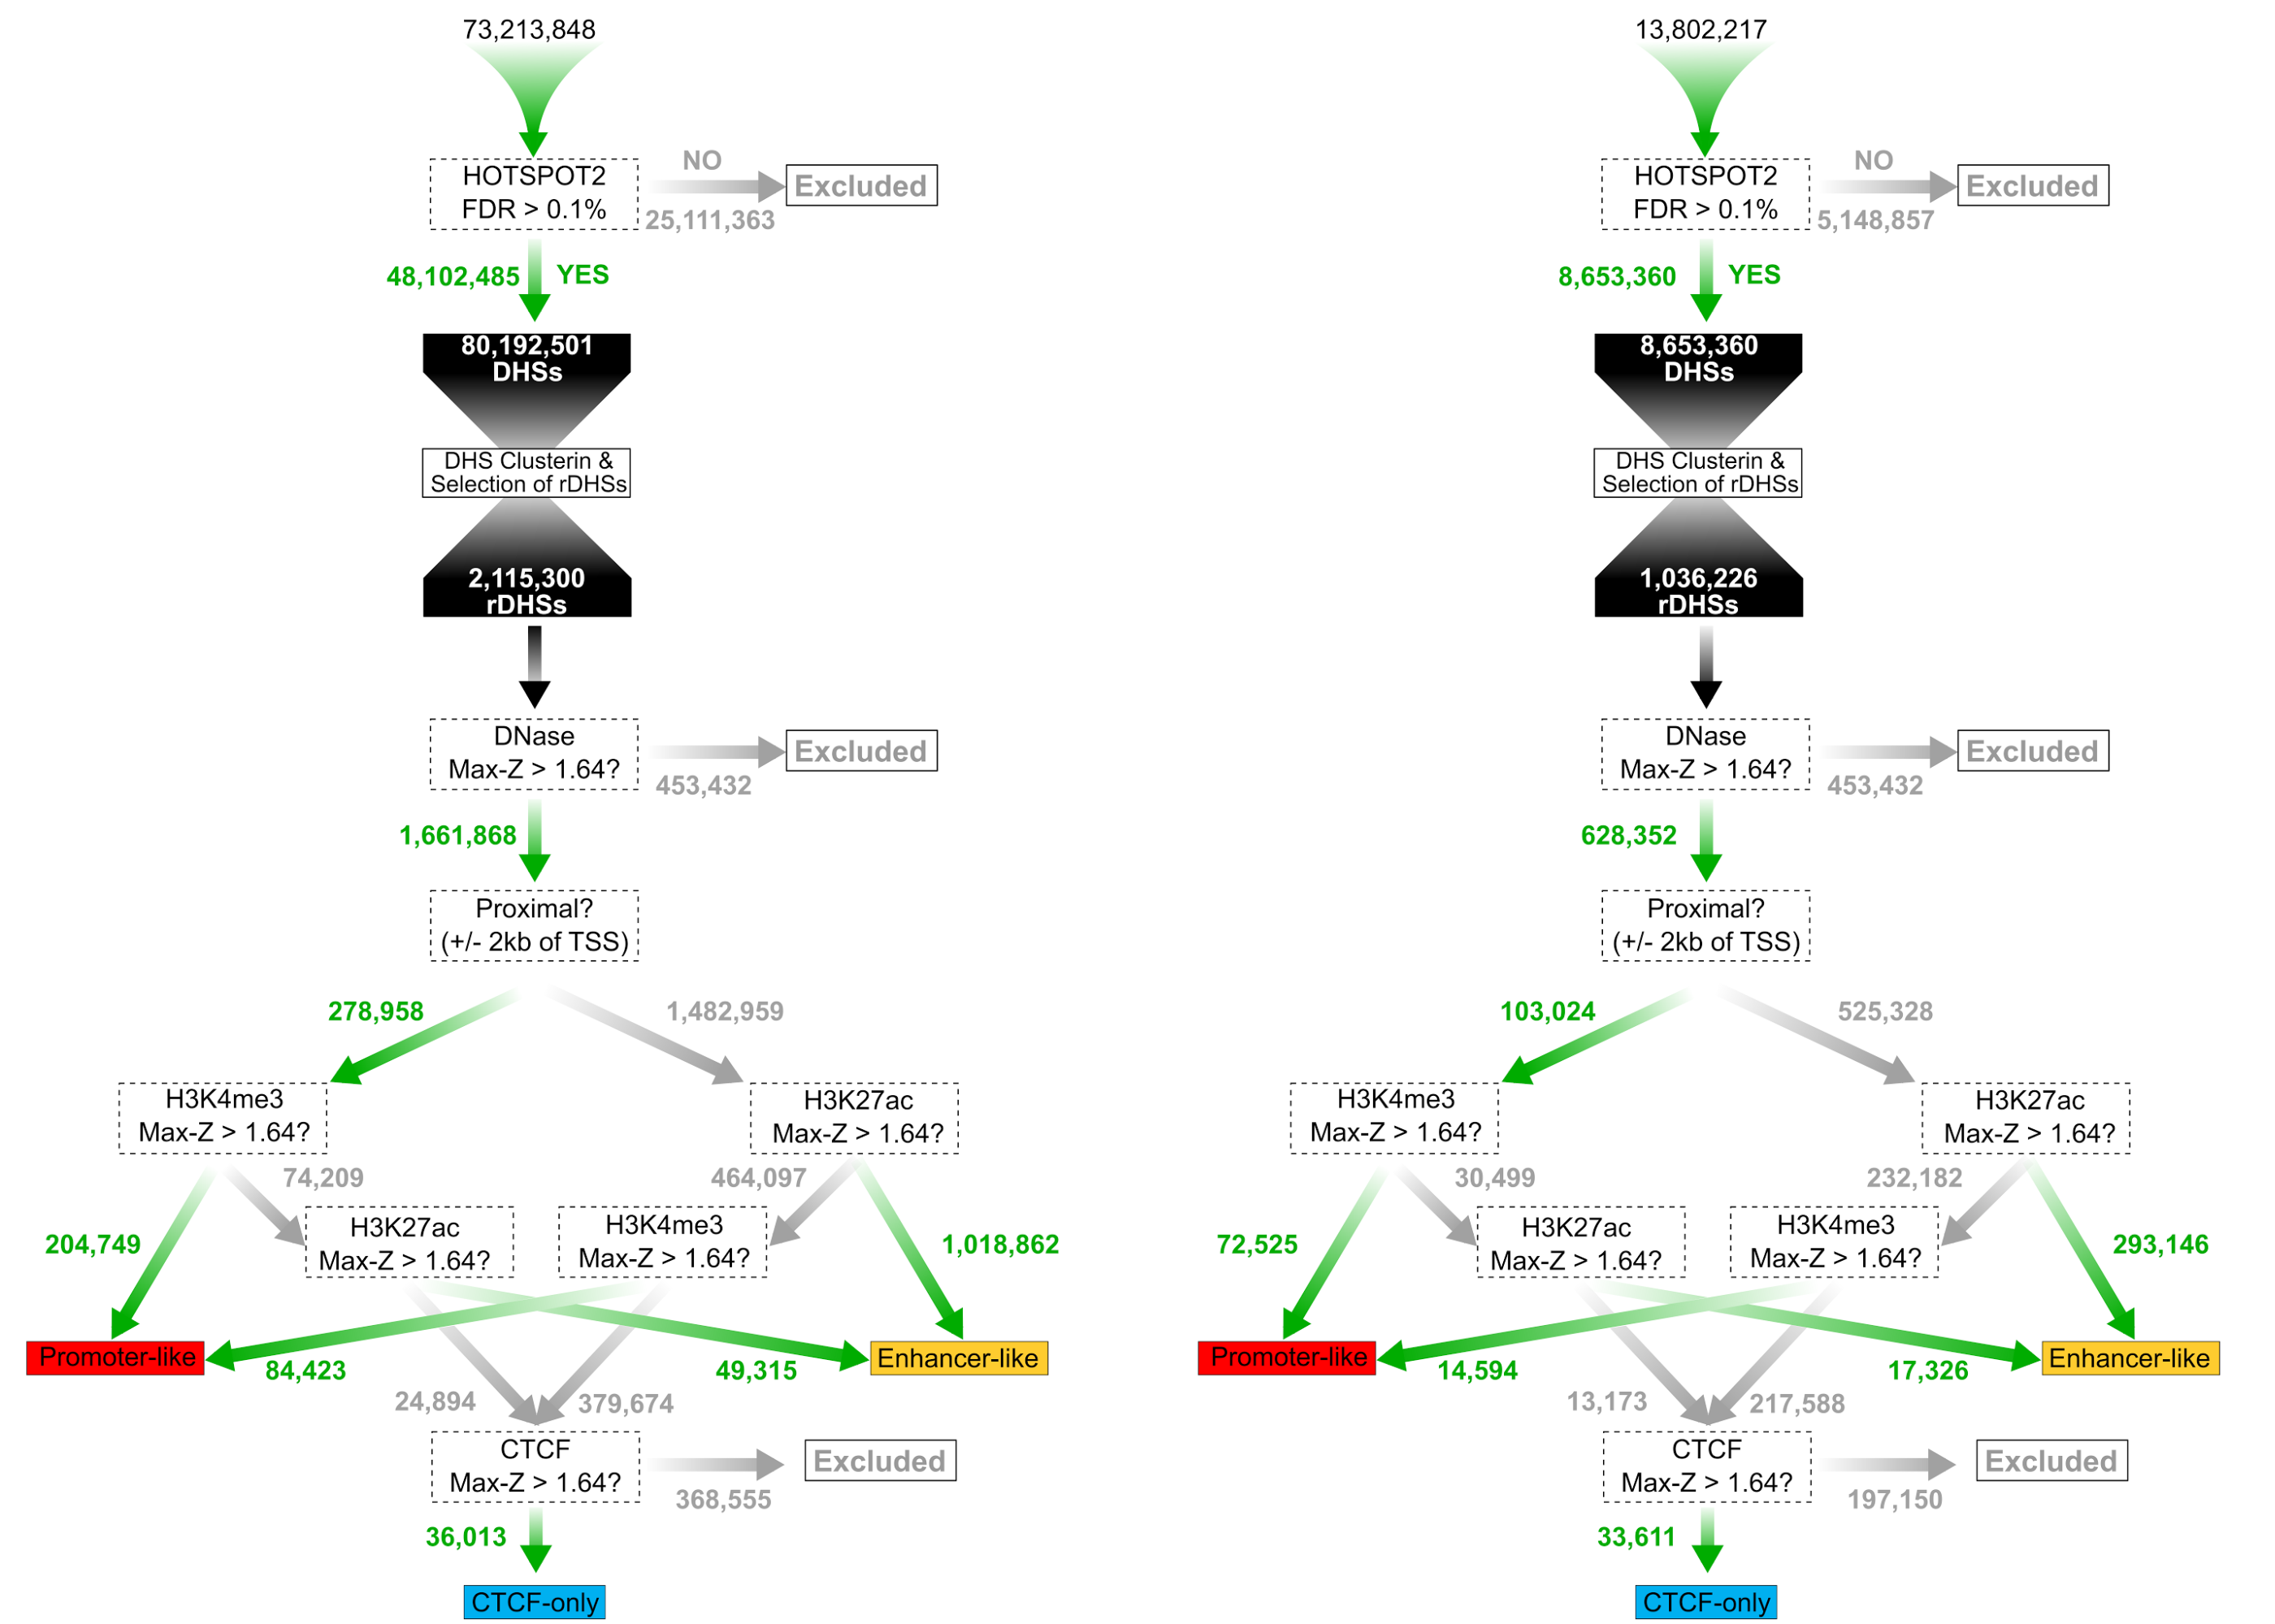 73,213,848
HOTSPOT2
FDR > 0.1%
NO
25,111,363
Excluded
48,102,485
YES
80,192,501
DHSs
DHS Clusterin &
Selection of rDHSs
2,115,300
rDHSs
DNase
Max-Z > 1.64?
453,432
Excluded
1,661,868
Proximal?
(+/- 2kb of TSS)
278,958
1,482,959
H3K4me3
Max-Z > 1.64?
H3K27ac
Max-Z > 1.64?
74,209
464,097
204,749
H3K27ac
Max-Z > 1.64?
H3K4me3
Max-Z > 1.64?
1,018,862
Promoter-like
84,423
49,315
Enhancer-like
24,894
379,674
CTCF
Max-Z > 1.64?
368,555
Excluded
36,013
CTCF-only
13,802,217
HOTSPOT2
FDR > 0.1%
NO
5,148,857
Excluded
8,653,360
YES
8,653,360
DHSs
DHS Clusterin &
Selection of rDHSs
1,036,226
rDHSs
DNase
Max-Z > 1.64?
453,432
Excluded
628,352
Proximal?
(+/- 2kb of TSS)
103,024
525,328
H3K4me3
Max-Z > 1.64?
H3K27ac
Max-Z > 1.64?
30,499
232,182
72,525
H3K27ac
Max-Z > 1.64?
H3K4me3
Max-Z > 1.64?
293,146
Promoter-like
14,594
17,326
Enhancer-like
13,173
217,588
CTCF
Max-Z > 1.64?
197,150
Excluded
33,611
CTCF-only